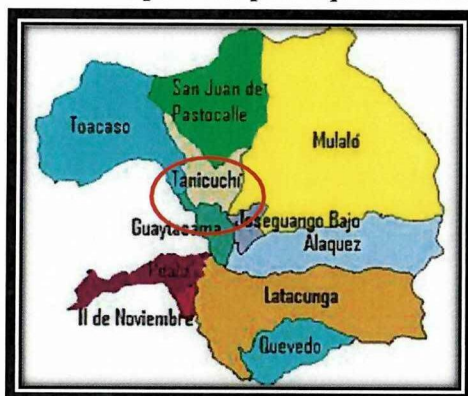 San Juan de
Pastocalle
Toacaso
Mulaló
Tanicuchí
Guaytacama
Joseguango Bajo
Alaquez
Latacunga
11 de Noviembre
Quevedo